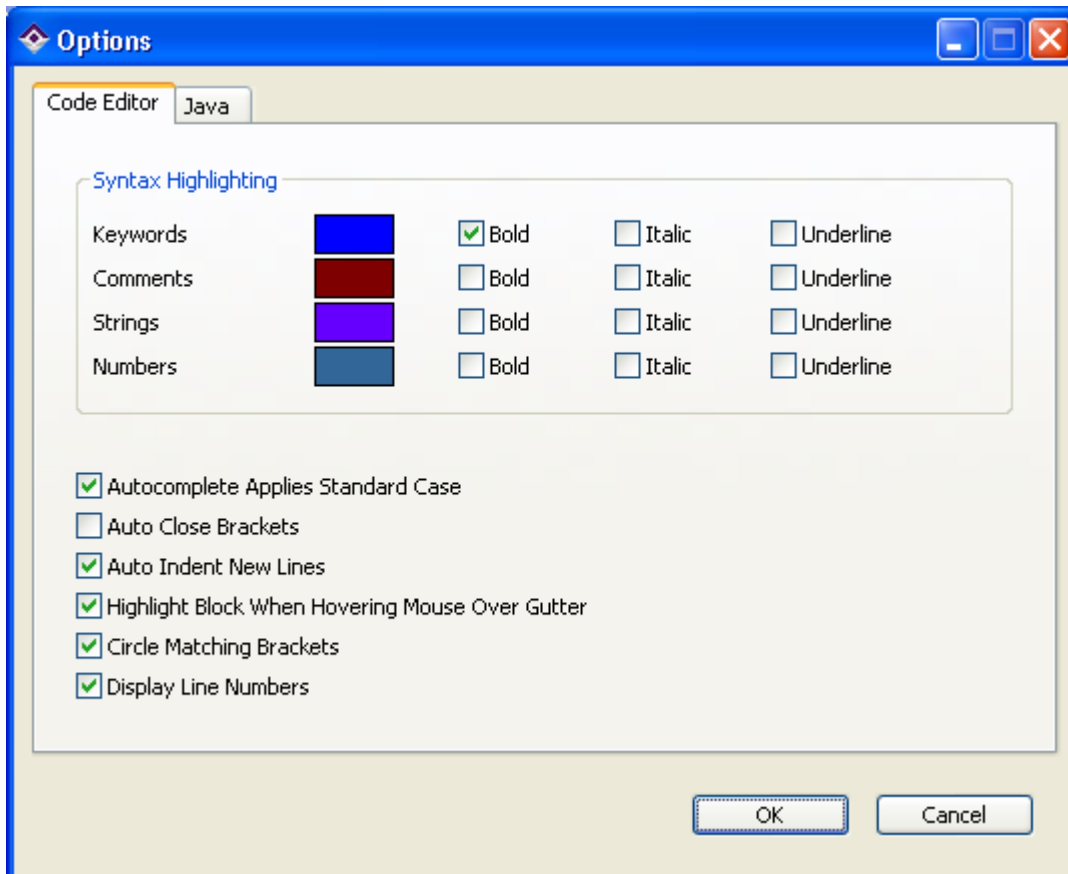 Options
Code Editor Java
Syntax Highlighting
Keywords Bold Italic Underline
Comments Bold Italic Underline
Strings Bold Italic Underline
Numbers Bold Italic Underline
Autocomplete Applies Standard Case
Auto Close Brackets
Auto Indent New Lines
Highlight Block When Hovering Mouse Over Gutter
Circle Matching Brackets
Display Line Numbers
OK Cancel